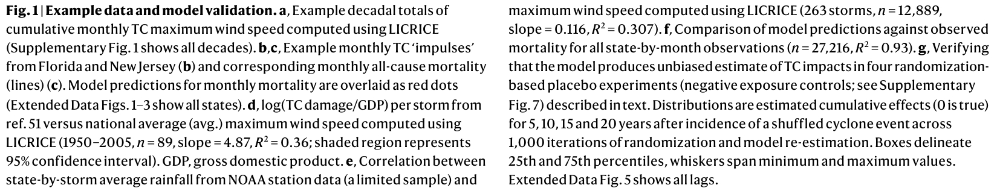 Fig. 1 | Example data and model validation. a, Example decadal totals of
cumulative monthly TC maximum wind speed computed using LICRICE
(Supplementary Fig. 1 shows all decades). b,c, Example monthly TC ‘impulses’
from Florida and New Jersey (b) and corresponding monthly all-cause mortality
(lines) (c). Model predictions for monthly mortality are overlaid as red dots
(Extended Data Figs. 1–3 show all states). d, log(TC damage/GDP) per storm from
ref. 51 versus national average (avg.) maximum wind speed computed using
LICRICE (1950–2005, n = 89, slope = 4.87, R² = 0.36; shaded region represents
95% confidence interval). GDP, gross domestic product. e, Correlation between
state-by-storm average rainfall from NOAA station data (a limited sample) and
maximum wind speed computed using LICRICE (263 storms, n = 12,889,
slope = 0.116, R² = 0.307). f, Comparison of model predictions against observed
mortality for all state-by-month observations (n = 27,216, R² = 0.93). g, Verifying
that the model produces unbiased estimate of TC impacts in four randomization-
based placebo experiments (negative exposure controls; see Supplementary
Fig. 7) described in text. Distributions are estimated cumulative effects (0 is true)
for 5, 10, 15 and 20 years after incidence of a shuffled cyclone event across
1,000 iterations of randomization and model re-estimation. Boxes delineate
25th and 75th percentiles, whiskers span minimum and maximum values.
Extended Data Fig. 5 shows all lags.